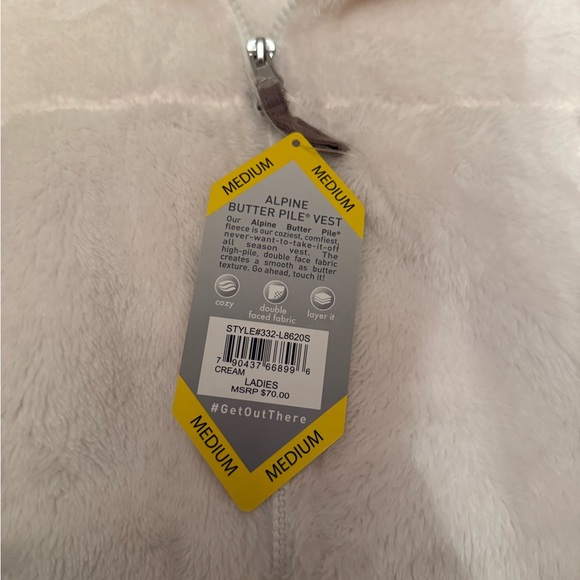 MEDIUM
MEDIUM
ALPINE
BUTTER PILE® VEST
Our Alpine Butter Pile®
fleece is our coziest, comfiest,
never-want-to-take-it-off
all season vest. The
high-pile, double face fabric
creates a smooth as butter
texture. Go ahead, touch it!
cozy
double
faced fabric
layer it
STYLE#332-L8620S
7 90437 66899 6
CREAM
LADIES
MSRP $70.00
#GetOutThere
MEDIUM
MEDIUM